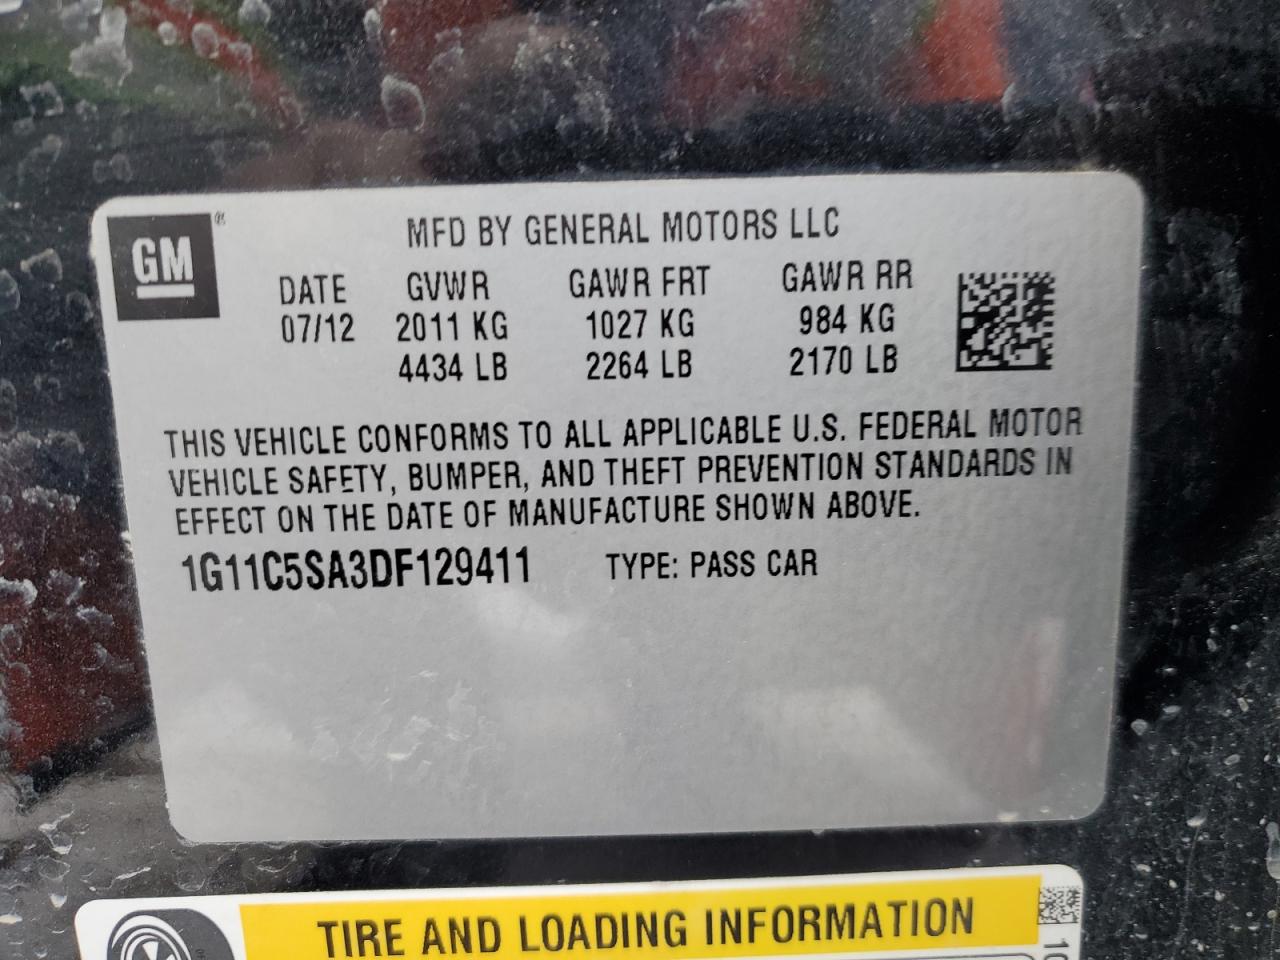 GM ®
MFD BY GENERAL MOTORS LLC
DATE GVWR GAWR FRT GAWR RR
07/12 2011 KG 1027 KG 984 KG
4434 LB 2264 LB 2170 LB
THIS VEHICLE CONFORMS TO ALL APPLICABLE U.S. FEDERAL MOTOR
VEHICLE SAFETY, BUMPER, AND THEFT PREVENTION STANDARDS IN
EFFECT ON THE DATE OF MANUFACTURE SHOWN ABOVE.
1G11C5SA3DF129411 TYPE: PASS CAR
TIRE AND LOADING INFORMATION